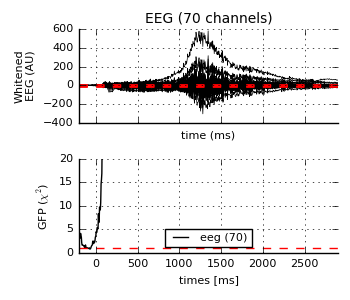 EEG (70 channels)
600
400
200
0
−200
−400
Whitened
EEG (AU)
time (ms)
20
15
10
5
0
GFP (χ²)
eeg (70)
0
500
1000
1500
2000
2500
times [ms]